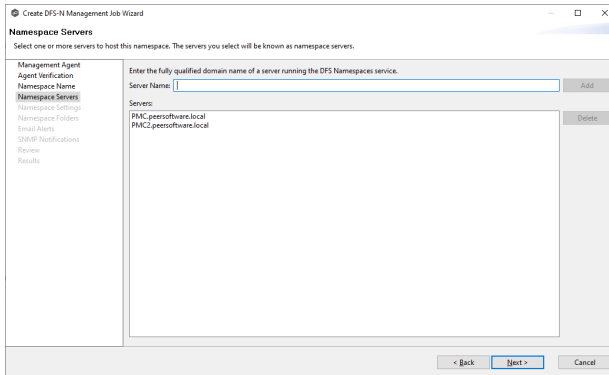 Create DFS-N Management Job Wizard
Namespace Servers
Select one or more servers to host this namespace. The servers you select will be known as namespace servers.
Management Agent
Agent Verification
Namespace Name
Namespace Servers
Namespace Settings
Namespace Folders
Email Alerts
SNMP Notifications
Review
Results
Enter the fully qualified domain name of a server running the DFS Namespaces service.
Server Name:
Add
Servers:
PMC.peersoftware.local
PMC2.peersoftware.local
Delete
< Back
Next >
Cancel